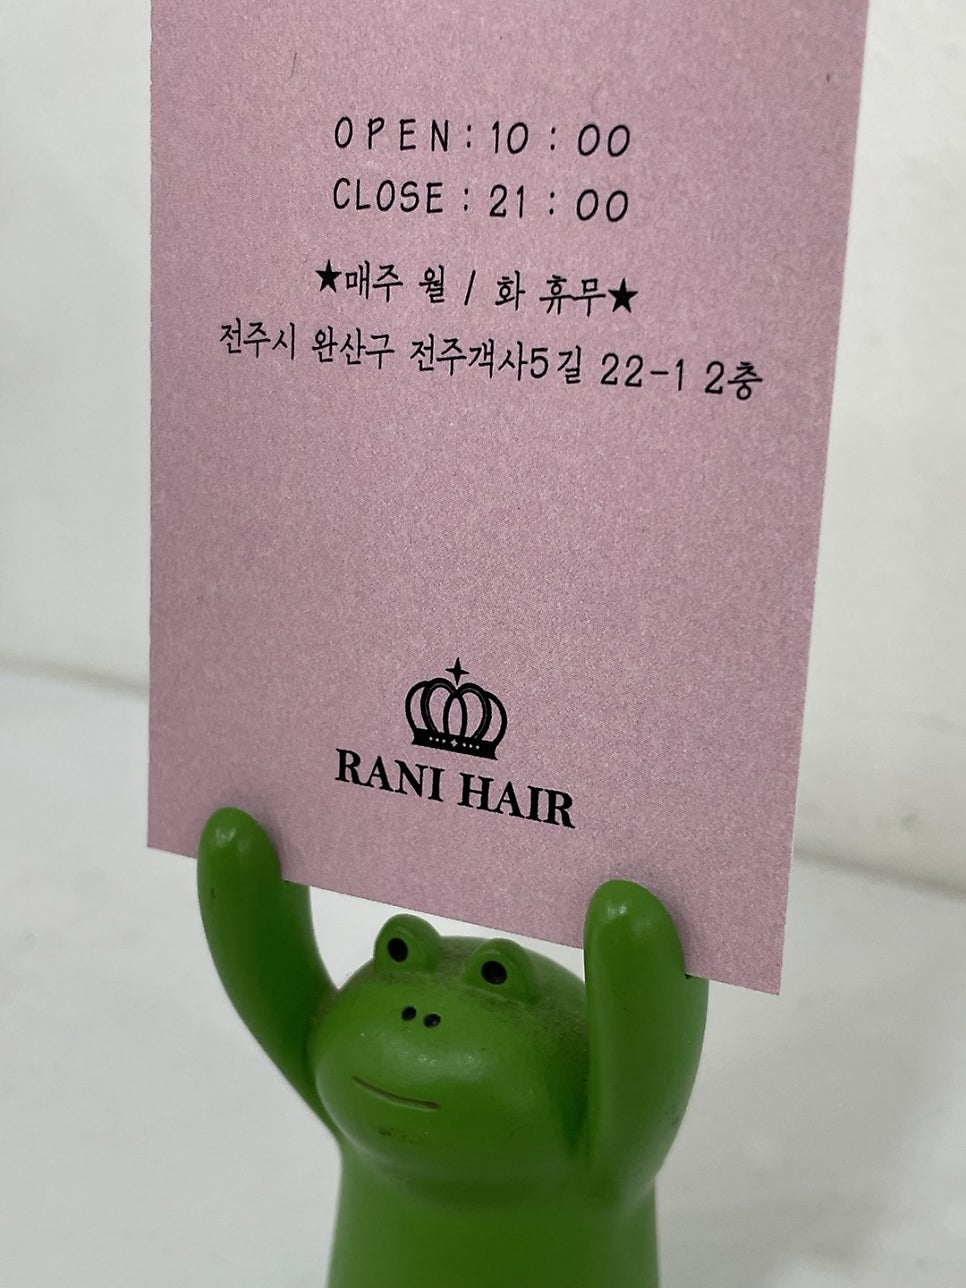 OPEN : 10 : 00
CLOSE : 21 : 00
★매주 월 / 화 휴무★
전주시 완산구 전주객사5길 22-1 2층
RANI HAIR